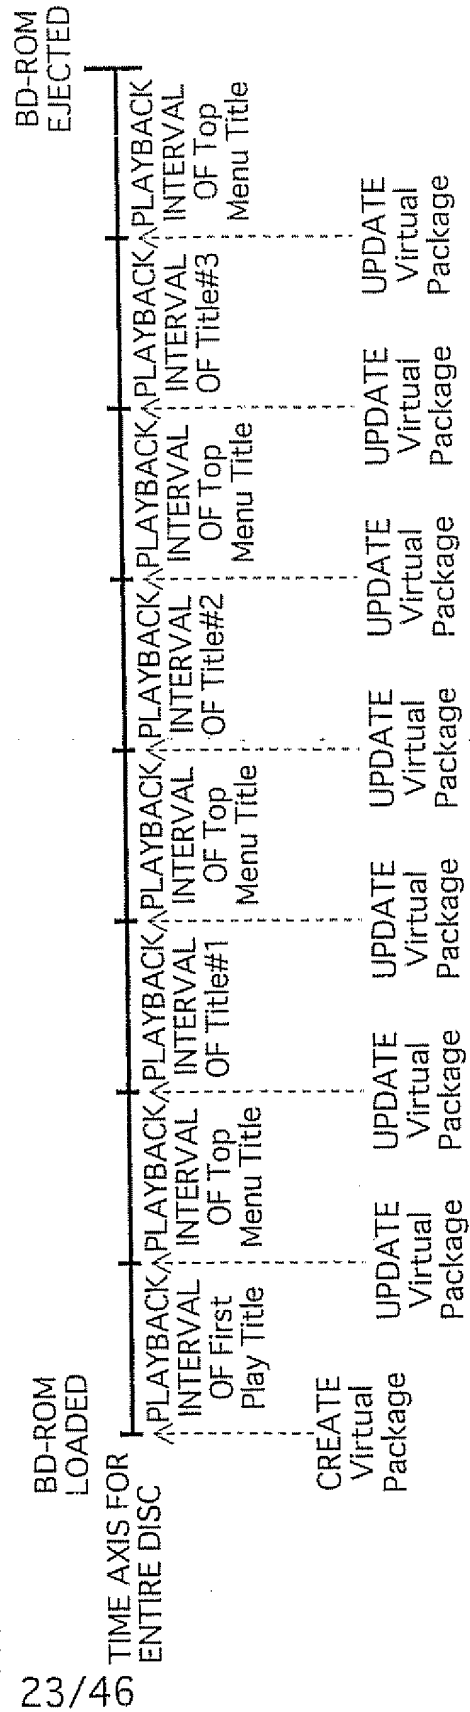 23/46
BD-ROM
LOADED
BD-ROM
EJECTED
TIME AXIS FOR
ENTIRE DISC
PLAYBACK
INTERVAL
OF First
Play Title
PLAYBACK
INTERVAL
OF Top
Menu Title
PLAYBACK
INTERVAL
OF Title#1
PLAYBACK
INTERVAL
OF Top
Menu Title
PLAYBACK
INTERVAL
OF Title#2
PLAYBACK
INTERVAL
OF Top
Menu Title
PLAYBACK
INTERVAL
OF Title#3
PLAYBACK
INTERVAL
OF Top
Menu Title
CREATE
Virtual
Package
UPDATE
Virtual
Package
UPDATE
Virtual
Package
UPDATE
Virtual
Package
UPDATE
Virtual
Package
UPDATE
Virtual
Package
UPDATE
Virtual
Package
UPDATE
Virtual
Package